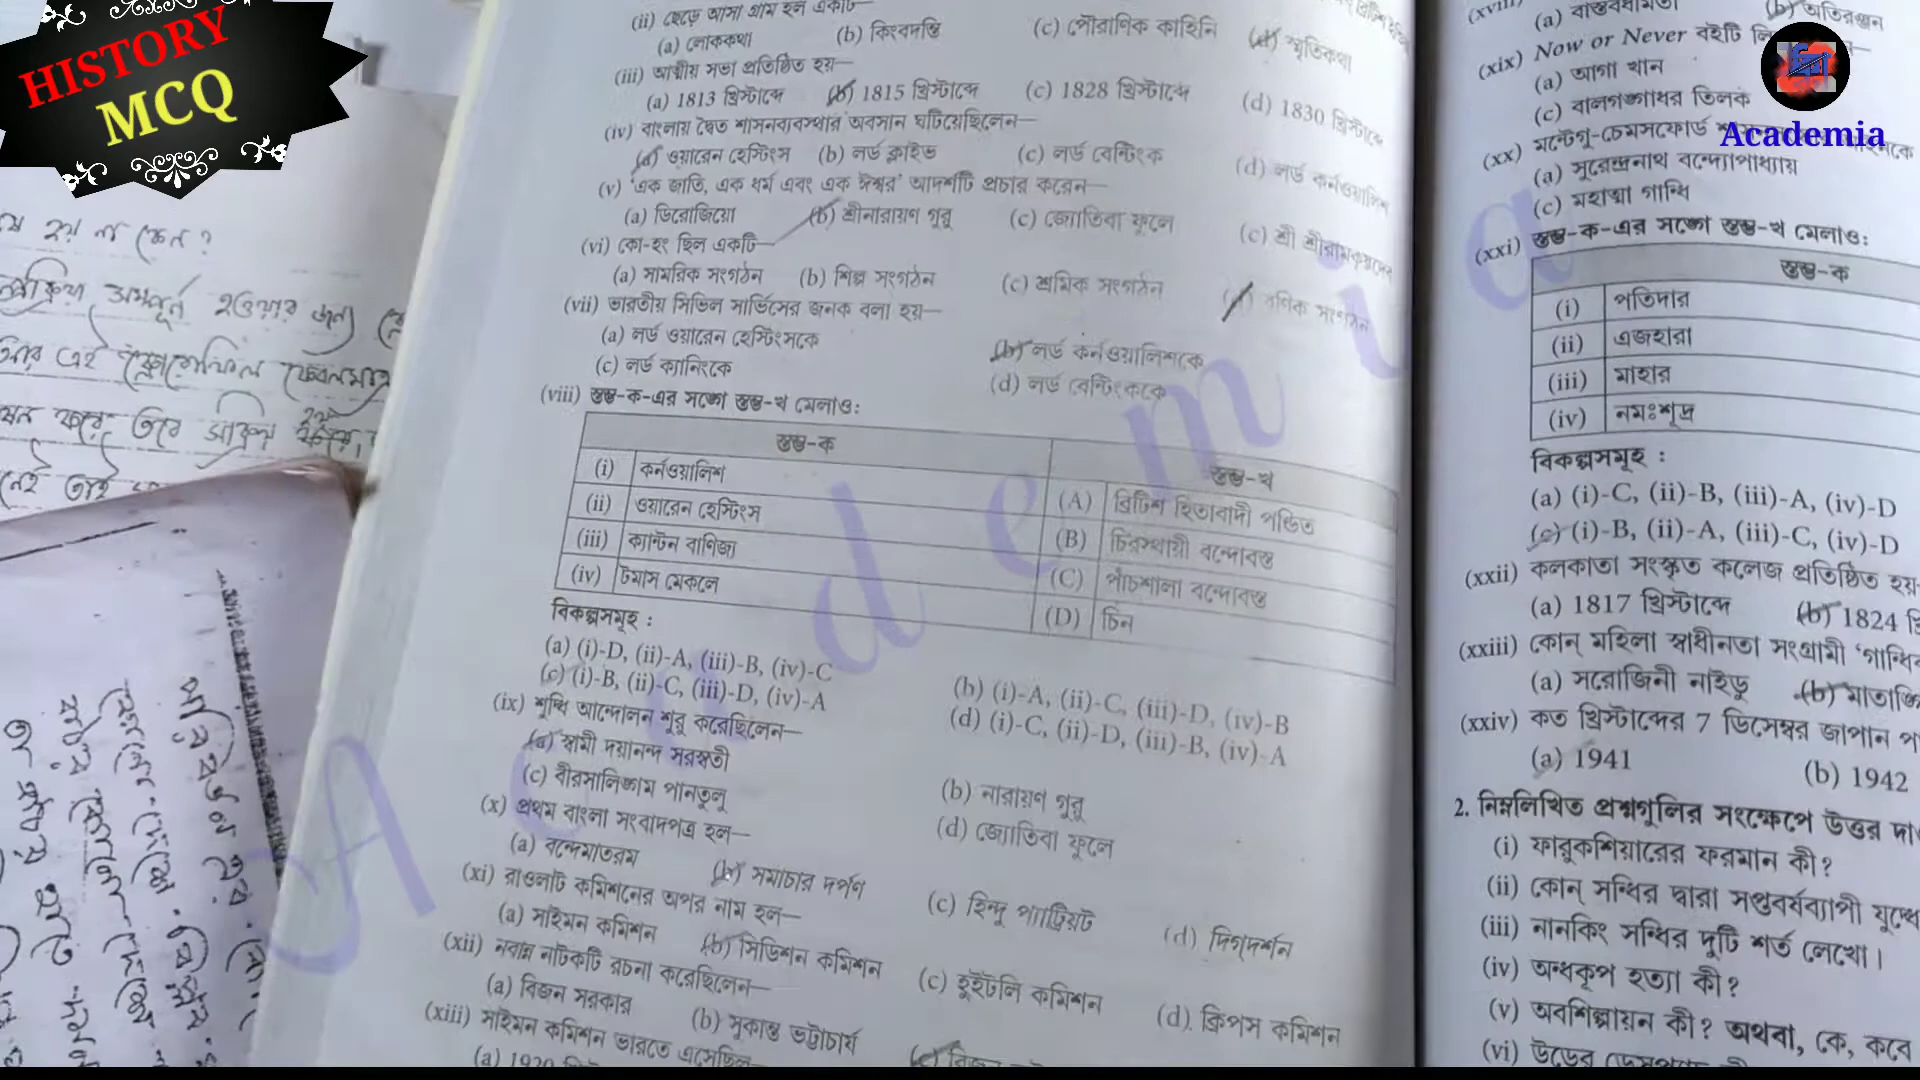 HISTORY
MCQ
Academia
হয় না কেন?
(ii) ছেড়ে আসা গ্রাম হল একটি—
(a) লোককথা (b) কিংবদন্তি (c) পৌরাণিক কাহিনি (d) স্মৃতিকথা
(iii) আত্মীয় সভা প্রতিষ্ঠিত হয়—
(a) 1813 খ্রিস্টাব্দে (b) 1815 খ্রিস্টাব্দে (c) 1828 খ্রিস্টাব্দে (d) 1830 খ্রিস্টাব্দে
(iv) বাংলায় দ্বৈত শাসনব্যবস্থার অবসান ঘটিয়েছিলেন—
(a) ওয়ারেন হেস্টিংস (b) লর্ড ক্লাইভ (c) লর্ড বেন্টিংক (d) লর্ড কর্নওয়ালিশ
(v) 'এক জাতি, এক ধর্ম এবং এক ঈশ্বর' আদর্শটি প্রচার করেন—
(a) ডিরোজিয়ো (b) শ্রীনারায়ণ গুরু (c) জ্যোতিবা ফুলে (c) শ্রী শ্রীরামকৃষ্ণদেব
(vi) কো-হং ছিল একটি—
(a) সামরিক সংগঠন (b) শিল্প সংগঠন (c) শ্রমিক সংগঠন (d) বণিক সংগঠন
(vii) ভারতীয় সিভিল সার্ভিসের জনক বলা হয়—
(a) লর্ড ওয়ারেন হেস্টিংসকে (b) লর্ড কর্নওয়ালিশকে
(c) লর্ড ক্যানিংকে (d) লর্ড বেন্টিংককে
(viii) স্তম্ভ-ক-এর সঙ্গে স্তম্ভ-খ মেলাও:
স্তম্ভ-ক স্তম্ভ-খ
(i) কর্নওয়ালিশ (A) ব্রিটিশ হিতাবাদী পণ্ডিত
(ii) ওয়ারেন হেস্টিংস (B) চিরস্থায়ী বন্দোবস্ত
(iii) ক্যান্টন বাণিজ্য (C) পাঁচশালা বন্দোবস্ত
(iv) টমাস মেকলে (D) চিন
বিকল্পসমূহ :
(a) (i)-D, (ii)-A, (iii)-B, (iv)-C (b) (i)-A, (ii)-C, (iii)-D, (iv)-B
(c) (i)-B, (ii)-C, (iii)-D, (iv)-A (d) (i)-C, (ii)-D, (iii)-B, (iv)-A
(ix) শুদ্ধি আন্দোলন শুরু করেছিলেন—
(a) স্বামী দয়ানন্দ সরস্বতী (b) নারায়ণ গুরু
(c) বীরসালিঙ্গম পানতুলু (d) জ্যোতিবা ফুলে
(x) প্রথম বাংলা সংবাদপত্র হল—
(a) বন্দেমাতরম (b) সমাচার দর্পণ (c) হিন্দু প্যাট্রিয়ট (d) দিগ্‌দর্শন
(xi) রাওলাট কমিশনের অপর নাম হল—
(a) সাইমন কমিশন (b) সিডিশন কমিশন (c) হুইটলি কমিশন (d) ক্রিপস কমিশন
(xii) নবান্ন নাটকটি রচনা করেছিলেন—
(a) বিজন সরকার (b) সুকান্ত ভট্টাচার্য
(xiii) সাইমন কমিশন ভারতে এসেছিল—
(xix) Now or Never বইটি
(a) আগা খান
(c) বালগঙ্গাধর তিলক
(xx) মন্টেগু-চেমসফোর্ড
(a) সুরেন্দ্রনাথ বন্দ্যোপাধ্যায়
(c) মহাত্মা গান্ধি
(xxi) স্তম্ভ-ক-এর সঙ্গে স্তম্ভ-খ মেলাও:
স্তম্ভ-ক
(i) পতিদার
(ii) এজহারা
(iii) মাহার
(iv) নমঃশূদ্র
বিকল্পসমূহ :
(a) (i)-C, (ii)-B, (iii)-A, (iv)-D
(c) (i)-B, (ii)-A, (iii)-C, (iv)-D
(xxii) কলকাতা সংস্কৃত কলেজ প্রতিষ্ঠিত হয়
(a) 1817 খ্রিস্টাব্দে (b) 1824
(xxiii) কোন্ মহিলা স্বাধীনতা সংগ্রামী
(a) সরোজিনী নাইডু (b)
(xxiv) কত খ্রিস্টাব্দের 7 ডিসেম্বর জাপান
(a) 1941 (b) 1942
2. নিম্নলিখিত প্রশ্নগুলির সংক্ষেপে উত্তর
(i) ফারুকশিয়ারের ফরমান কী?
(ii) কোন্ সন্ধির দ্বারা সপ্তবর্ষব্যাপী
(iii) নানকিং সন্ধির দুটি শর্ত লেখো।
(iv) অন্ধকূপ হত্যা কী?
(v) অবশিল্পায়ন কী? অথবা, কে, কবে
(vi) উডের